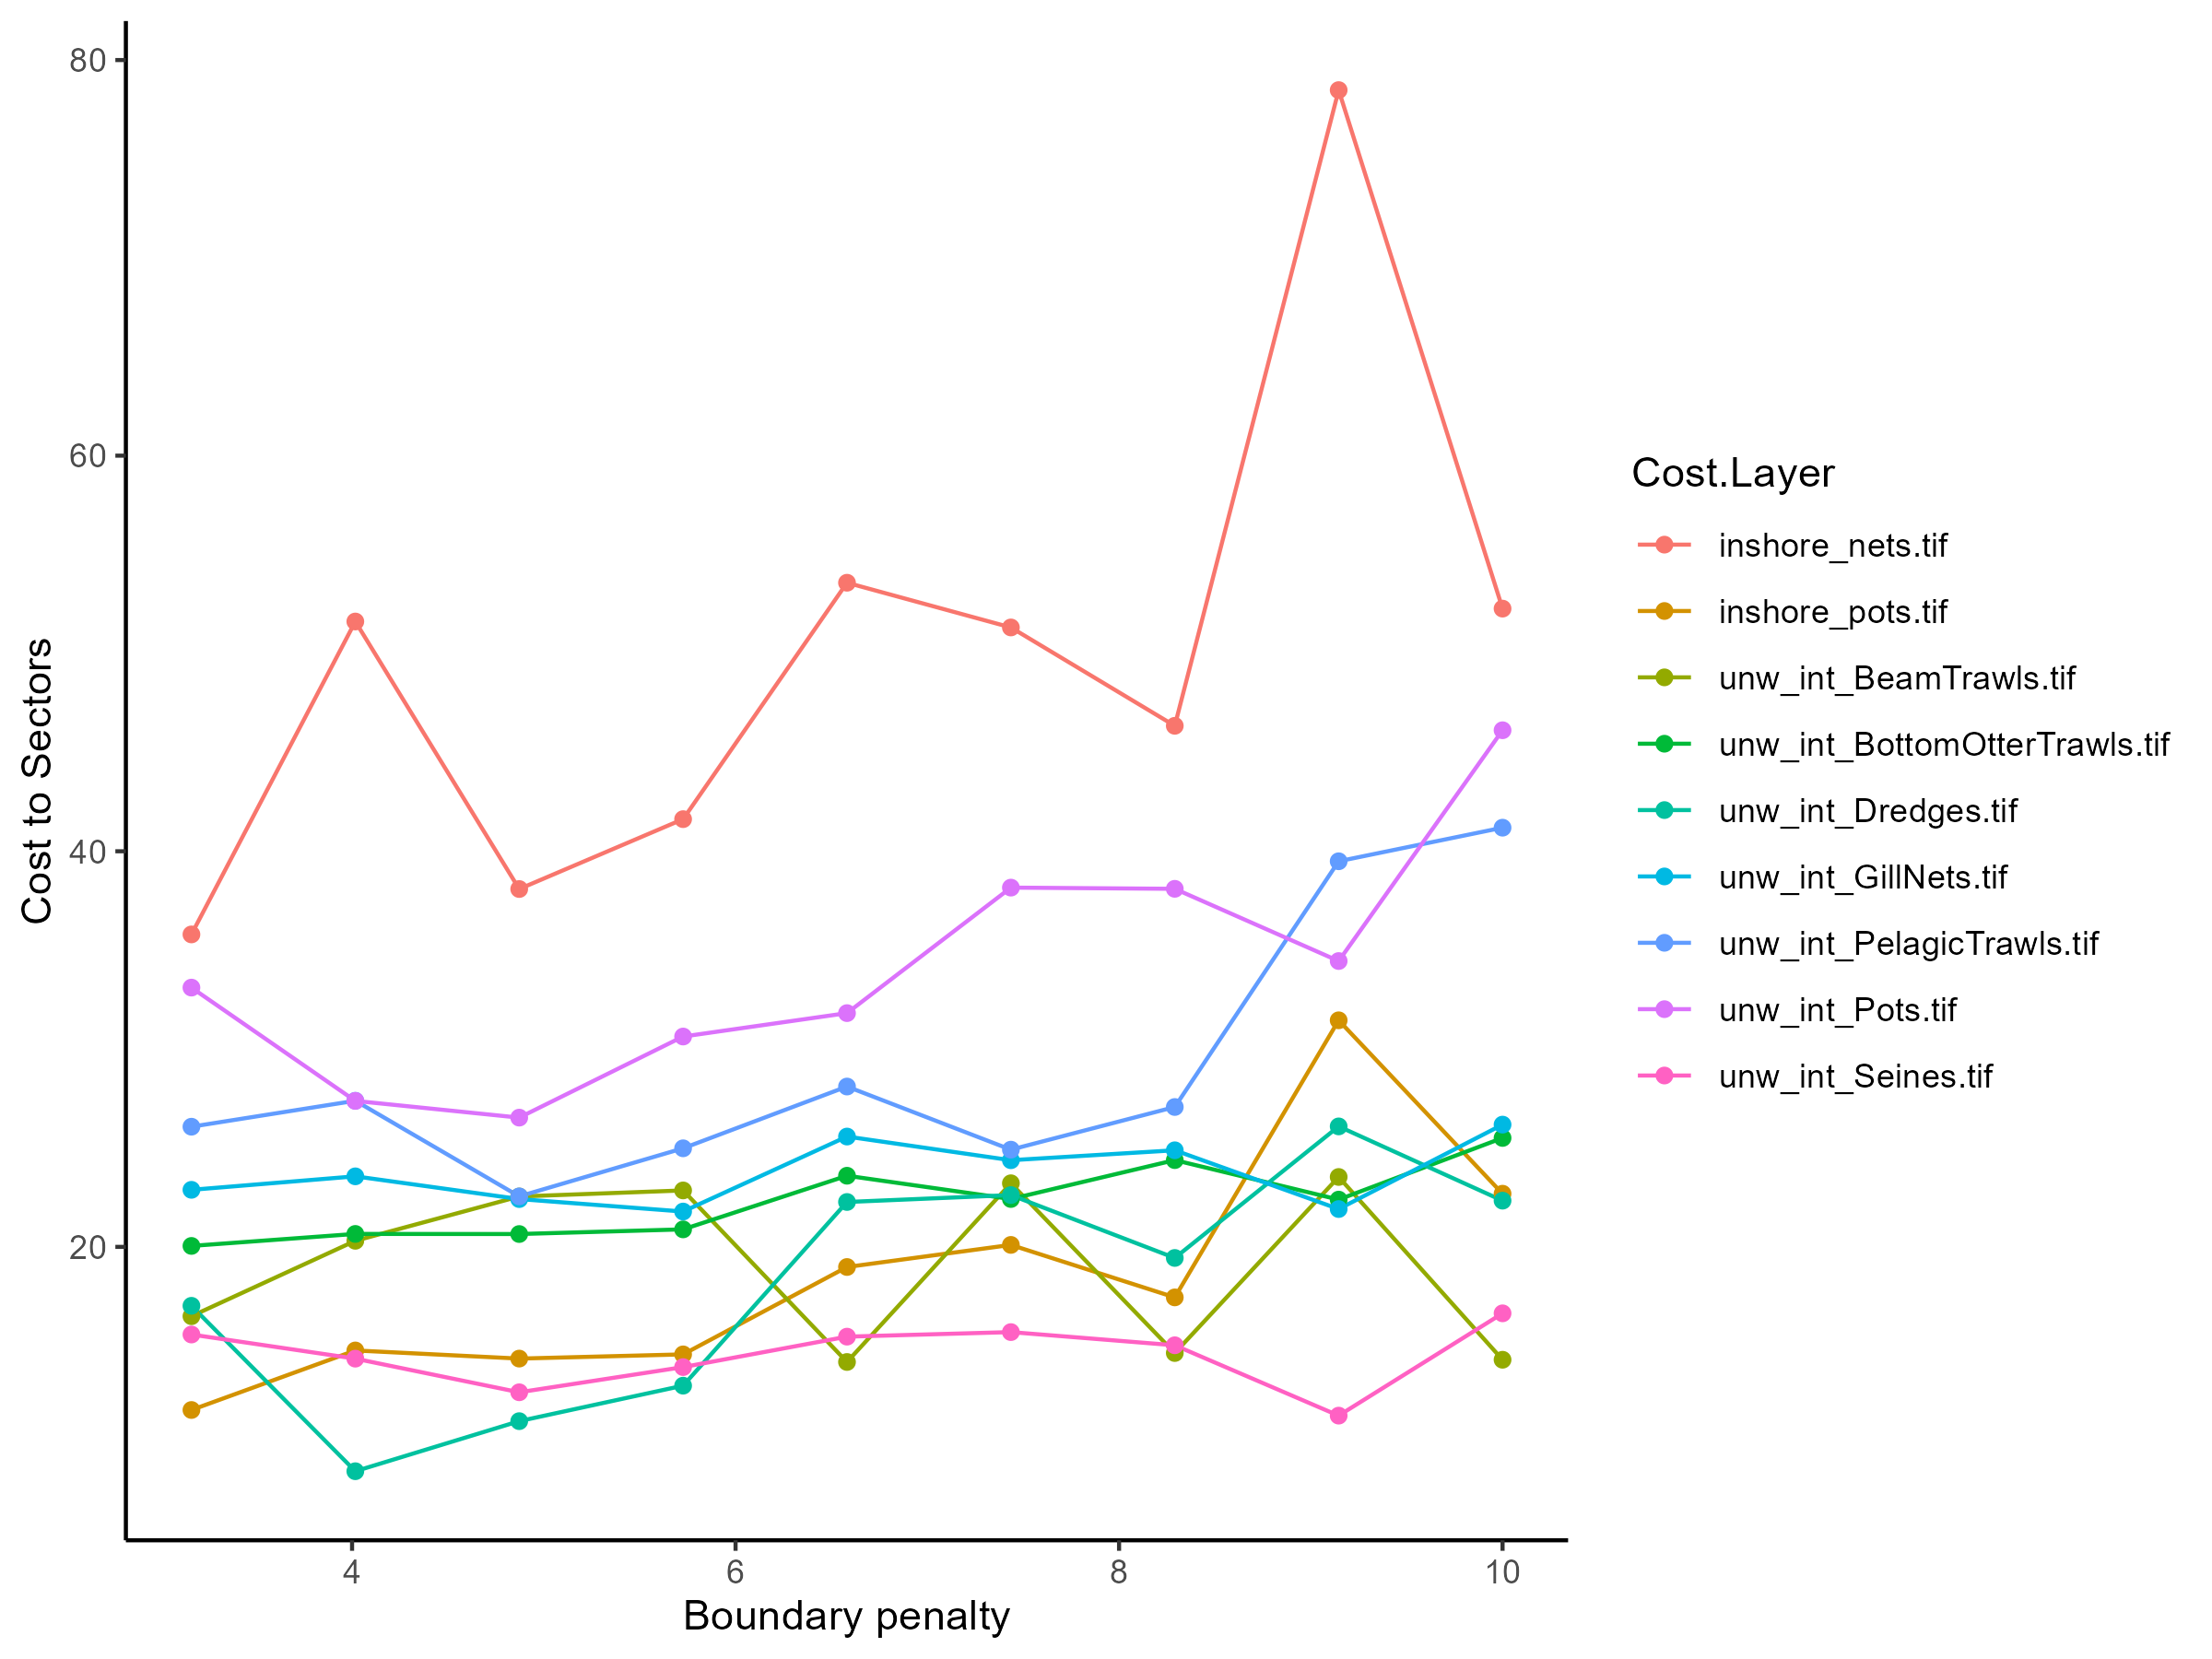 80
60
40
20
Cost to Sectors
4 6 8 10
Boundary penalty
Cost.Layer
inshore_nets.tif
inshore_pots.tif
unw_int_BeamTrawls.tif
unw_int_BottomOtterTrawls.tif
unw_int_Dredges.tif
unw_int_GillNets.tif
unw_int_PelagicTrawls.tif
unw_int_Pots.tif
unw_int_Seines.tif